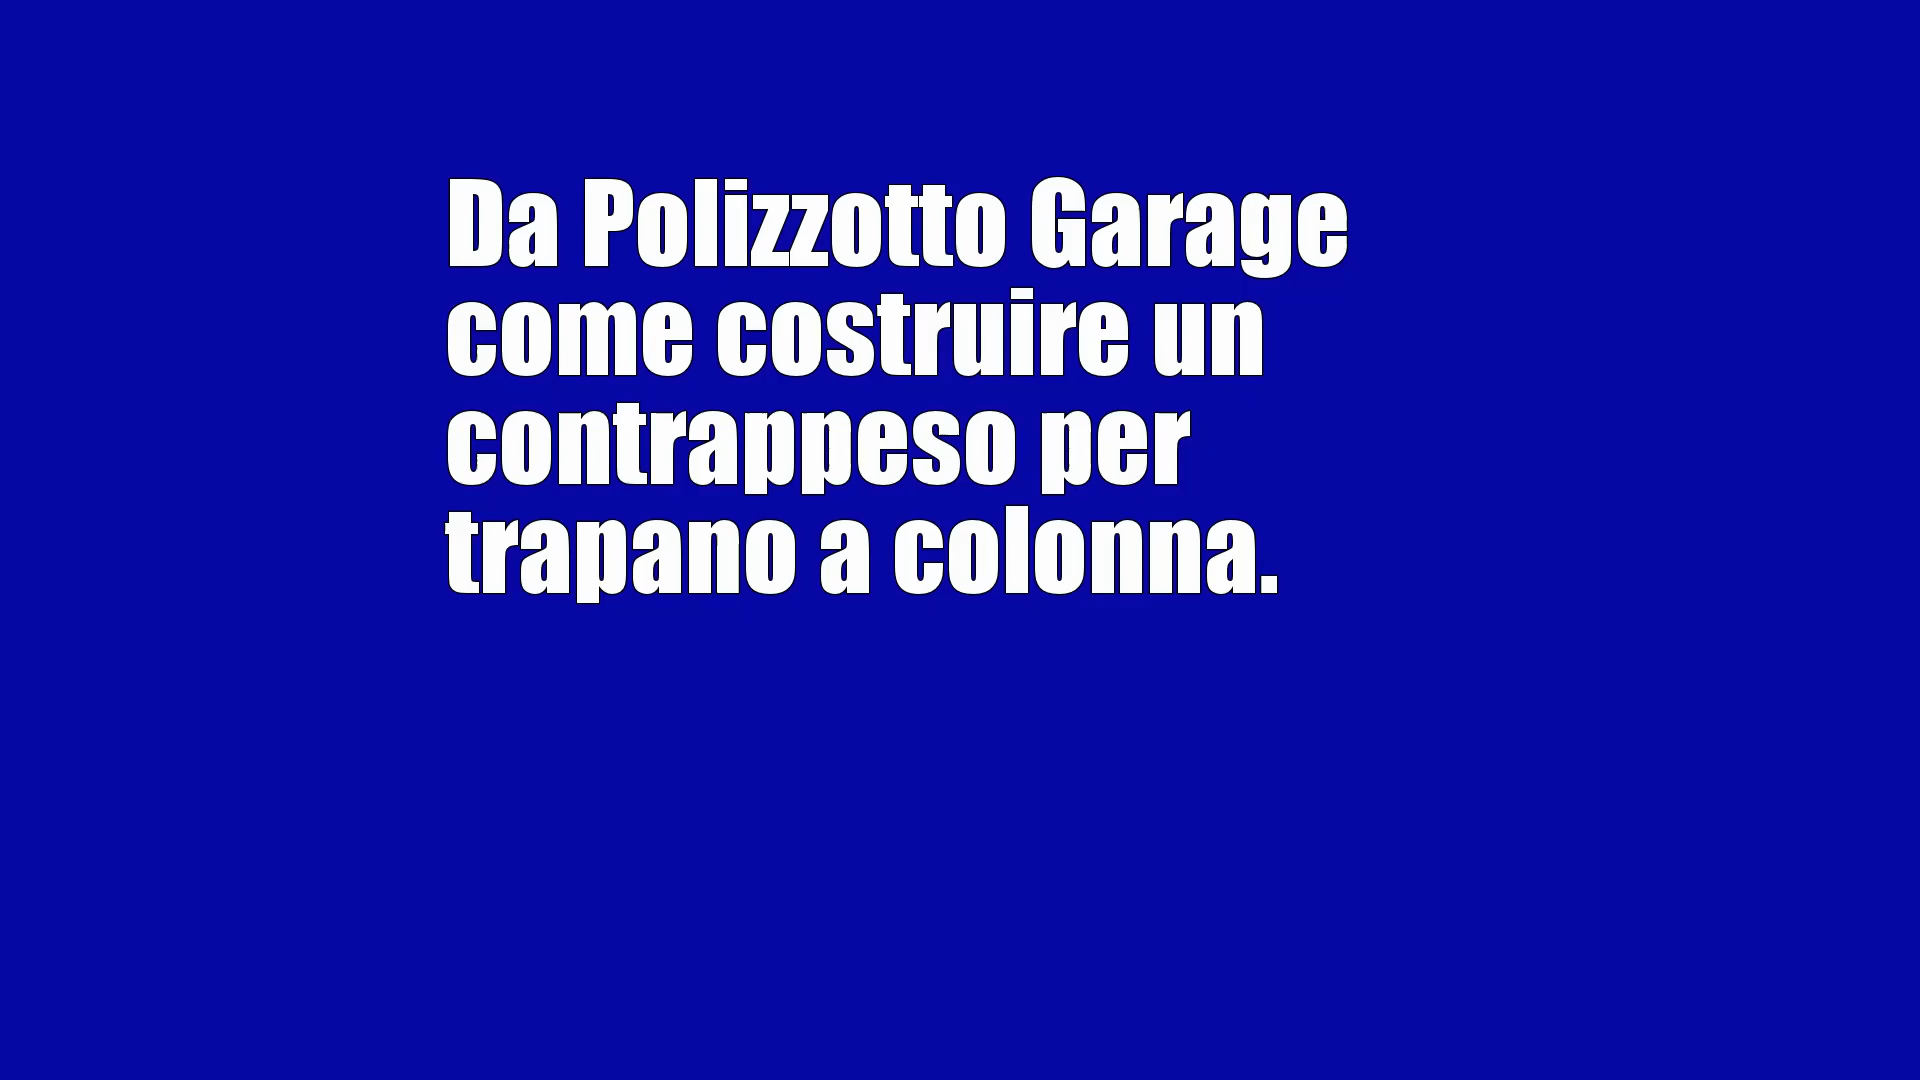 Da Polizzotto Garage
come costruire un
contrappeso per
trapano a colonna.